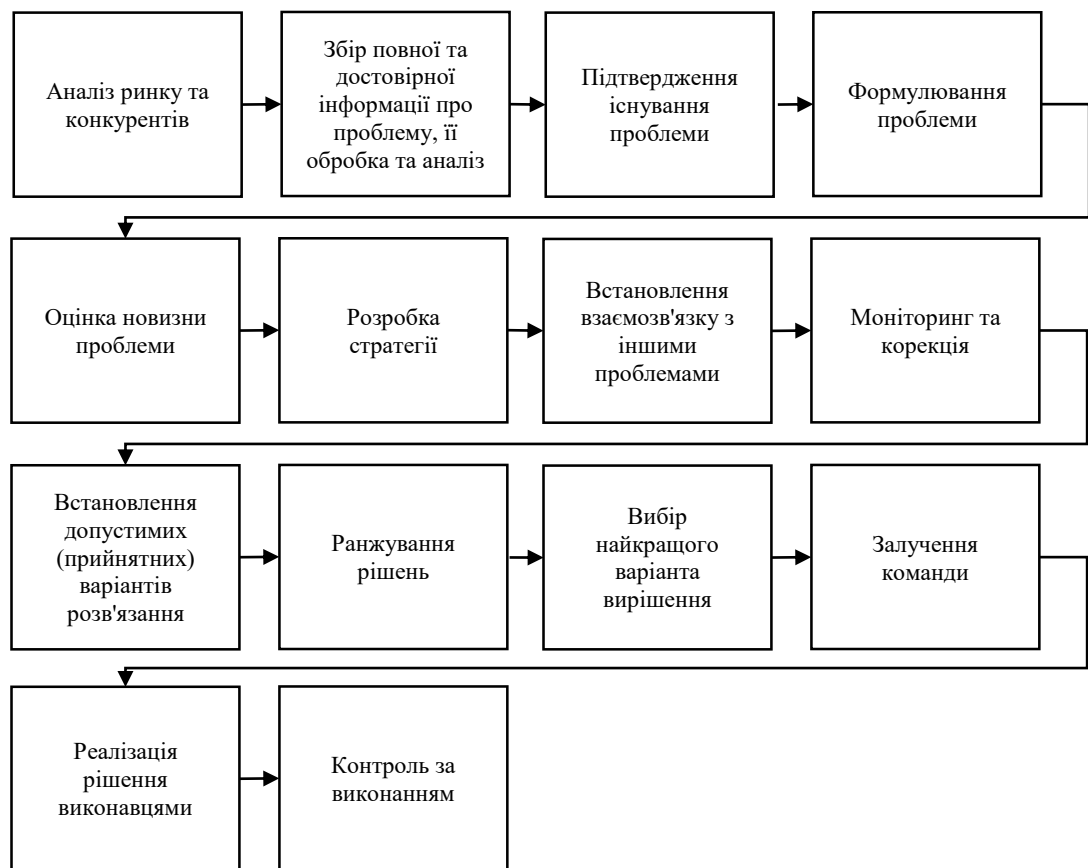 Аналіз ринку та
конкурентів
Збір повної та
достовірної
інформації про
проблему, її
обробка та аналіз
Підтвердження
існування
проблеми
Формулювання
проблеми
Оцінка новизни
проблеми
Розробка
стратегії
Встановлення
взаємозв'язку з
іншими
проблемами
Моніторинг та
корекція
Встановлення
допустимих
(прийнятних)
варіантів
розв'язання
Ранжування
рішень
Вибір
найкращого
варіанта
вирішення
Залучення
команди
Реалізація
рішення
виконавцями
Контроль за
виконанням